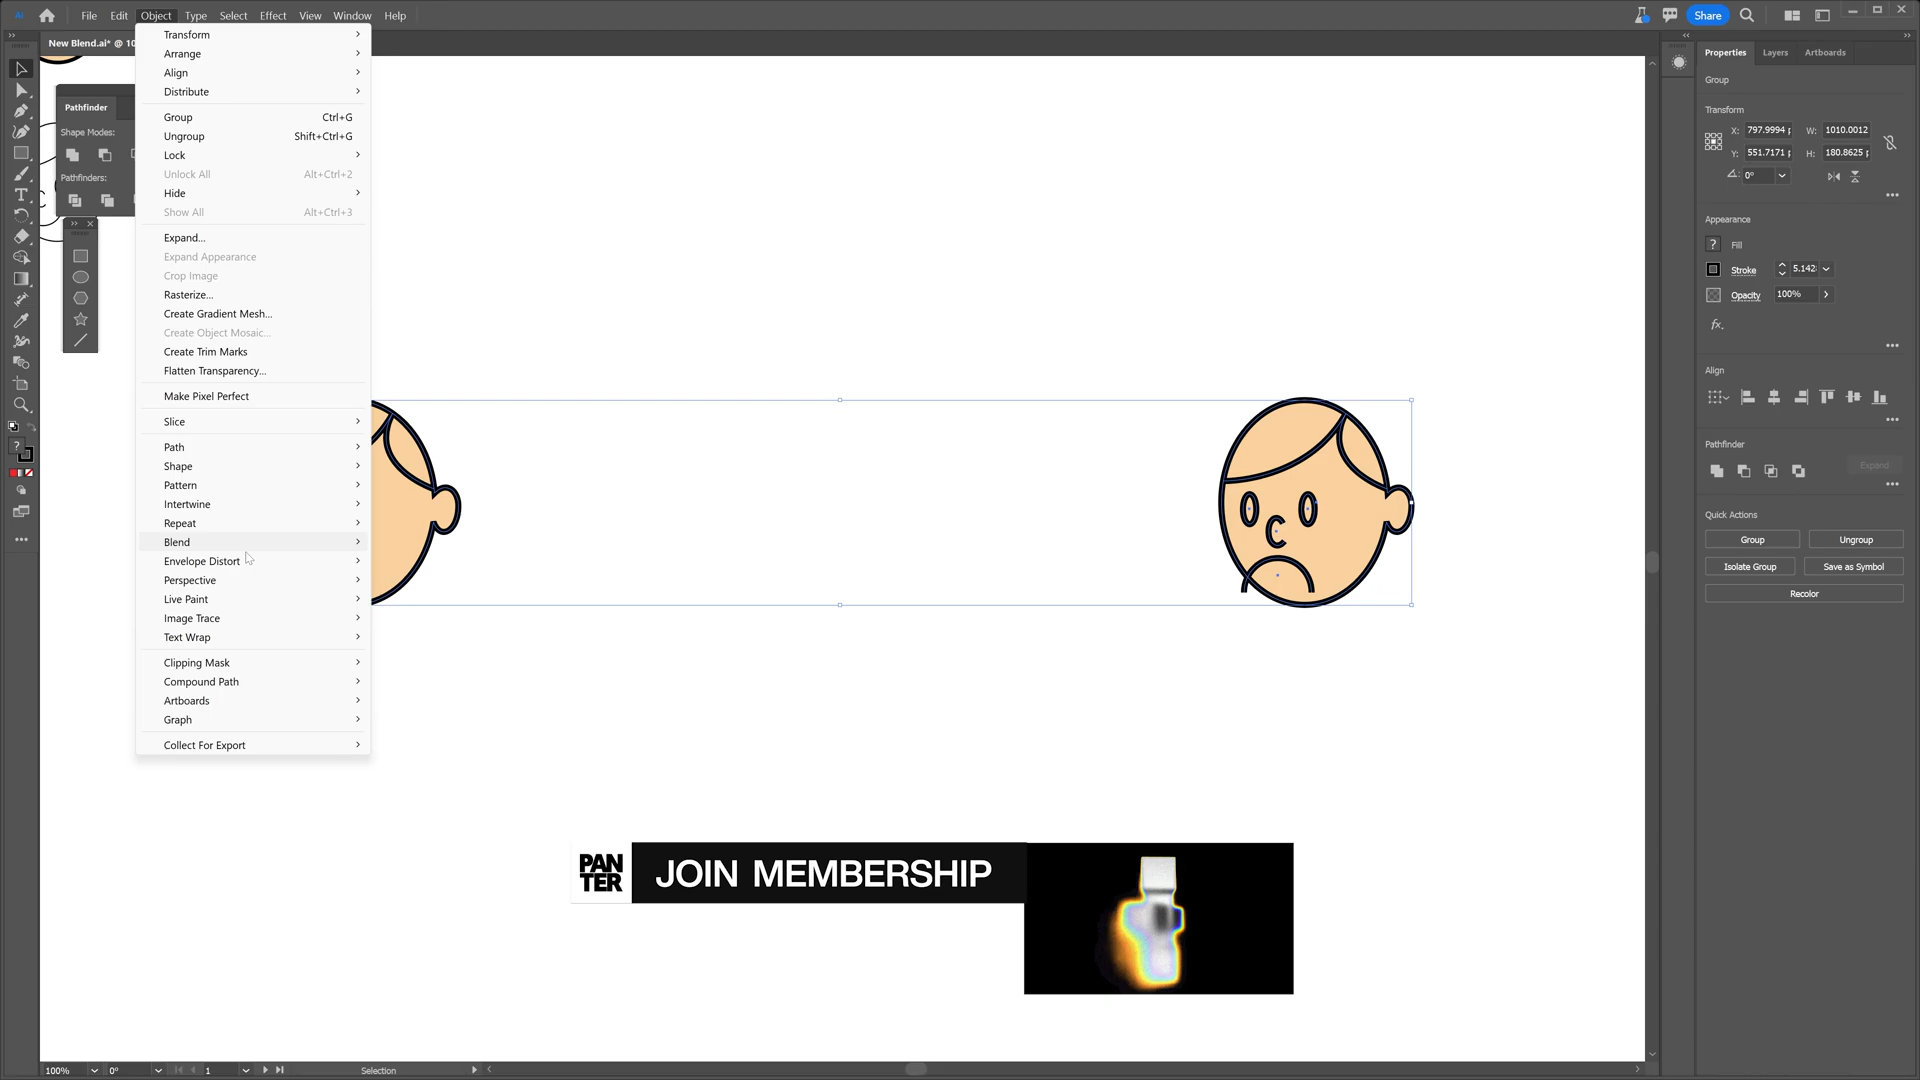 Ai File Edit Object Type Select Effect View Window Help Share
New Blend.ai* @ 10
Pathfinder
Shape Modes:
Pathfinders:
Transform
Arrange
Align
Distribute
Group Ctrl+G
Ungroup Shift+Ctrl+G
Lock
Unlock All Alt+Ctrl+2
Hide
Show All Alt+Ctrl+3
Expand...
Expand Appearance
Crop Image
Rasterize...
Create Gradient Mesh...
Create Object Mosaic...
Create Trim Marks
Flatten Transparency...
Make Pixel Perfect
Slice
Path
Shape
Pattern
Intertwine
Repeat
Blend
Envelope Distort
Perspective
Live Paint
Image Trace
Text Wrap
Clipping Mask
Compound Path
Artboards
Graph
Collect For Export
PAN
TER
JOIN MEMBERSHIP
Properties Layers Artboards
Group
Transform
X: 797.9994 W: 1010.0012
Y: 551.7171 H: 180.8625
0°
Appearance
? Fill
Stroke 5.142
Opacity 100%
fx.
Align
Pathfinder
Expand
Quick Actions
Group Ungroup
Isolate Group Save as Symbol
Recolor
100% 0° 1 Selection